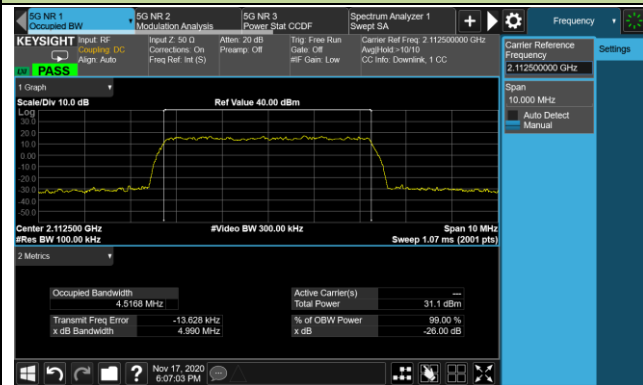 5G NR 1
Occupied BW
5G NR 2
Modulation Analysis
5G NR 3
Power Stat CCDF
Spectrum Analyzer 1
Swept SA
Frequency
KEYSIGHT
Input: RF
Coupling: DC
Align: Auto
Input Z: 50 Ω
Corrections: On
Freq Ref: Int (S)
Atten: 20 dB
Preamp: Off
Trig: Free Run
Gate: Off
#IF Gain: Low
Carrier Ref Freq: 2.112500000 GHz
Avg|Hold:>10/10
CC Info: Downlink, 1 CC
PASS
Carrier Reference
Frequency
2.112500000 GHz
Settings
Span
10.000 MHz
Auto Detect
Manual
1 Graph
Scale/Div 10.0 dB
Ref Value 40.00 dBm
Log
30.0
20.0
10.0
0.00
-10.0
-20.0
-30.0
-40.0
-50.0
Center 2.112500 GHz
#Video BW 300.00 kHz
Span 10 MHz
#Res BW 100.00 kHz
Sweep 1.07 ms (2001 pts)
2 Metrics
Occupied Bandwidth
4.5168 MHz
Active Carrier(s)
---
Total Power
31.1 dBm
Transmit Freq Error
-13.628 kHz
x dB Bandwidth
4.990 MHz
% of OBW Power
99.00 %
x dB
-26.00 dB
?
Nov 17, 2020
6:07:03 PM